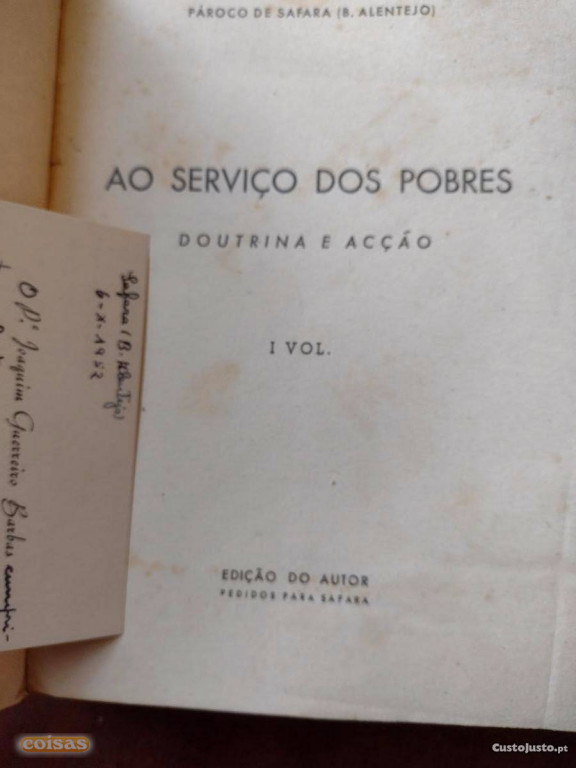 PÁROCO DE SAFARA (B. ALENTEJO)
AO SERVIÇO DOS POBRES
DOUTRINA E ACÇÃO
I VOL.
EDIÇÃO DO AUTOR
PEDIDOS PARA SAFARA
Safara (B. Alentejo)
6-X-1952
O P.e Joaquim Guerreiro Barbas cumpri-
coisas
CustoJusto.pt